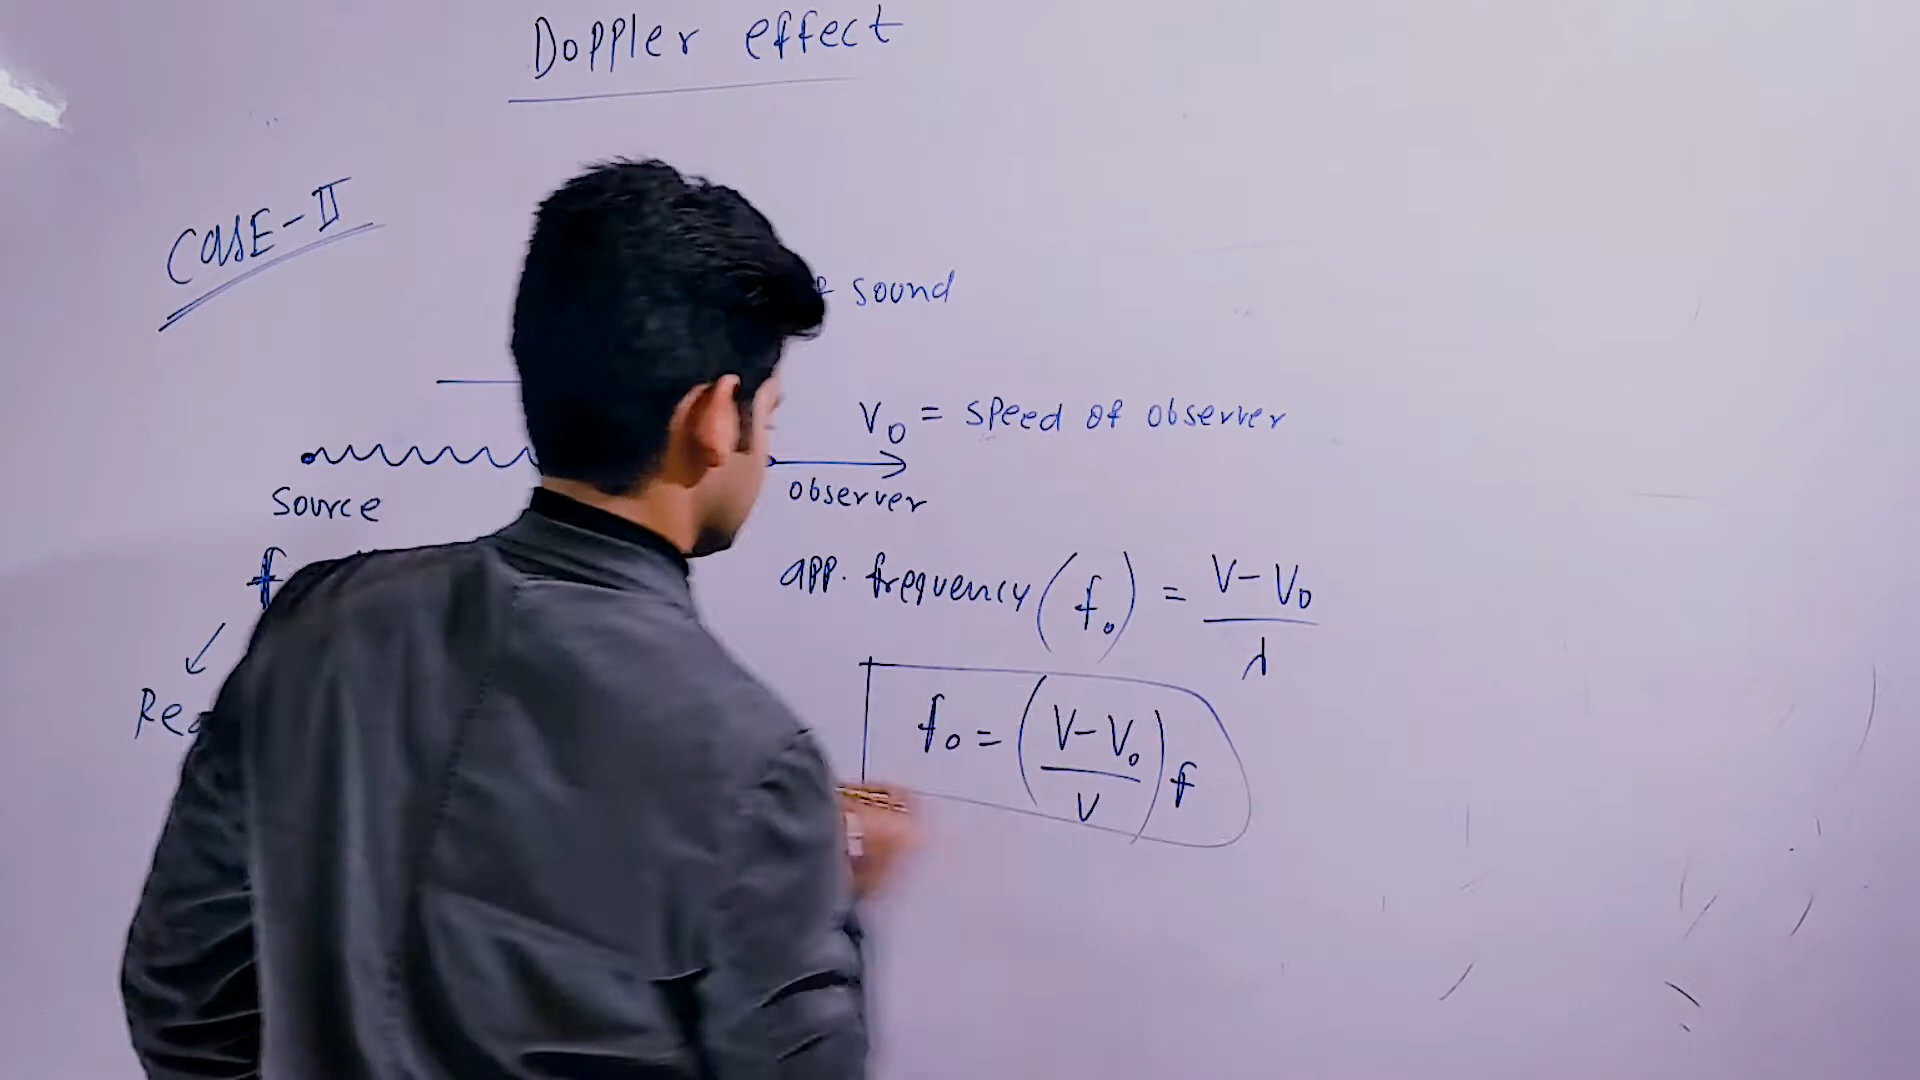 Doppler effect
CASE-II
sound
V₀ = speed of observer
Source
observer
f
app. frequency (f₀) = V - V₀ / λ
f₀ = (V - V₀ / V) f